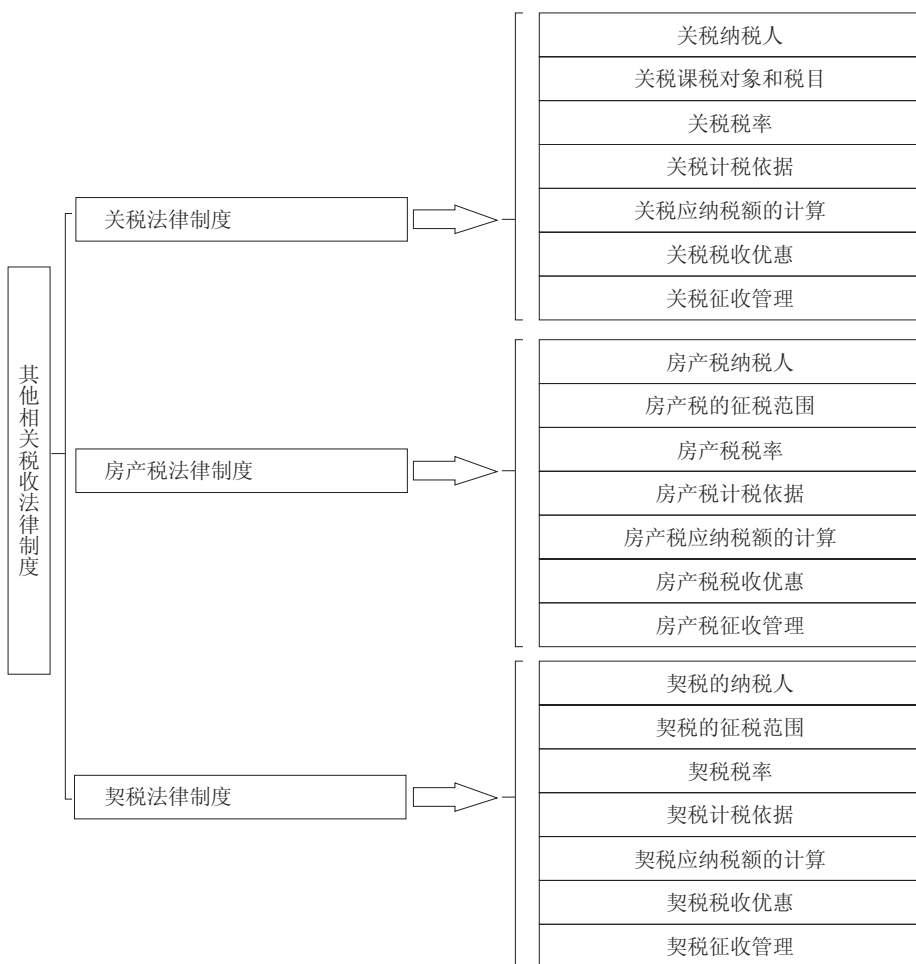 其他相关税收法律制度
关税法律制度
关税纳税人
关税课税对象和税目
关税税率
关税计税依据
关税应纳税额的计算
关税税收优惠
关税征收管理
房产税法律制度
房产税纳税人
房产税的征税范围
房产税税率
房产税计税依据
房产税应纳税额的计算
房产税税收优惠
房产税征收管理
契税法律制度
契税的纳税人
契税的征税范围
契税税率
契税计税依据
契税应纳税额的计算
契税税收优惠
契税征收管理